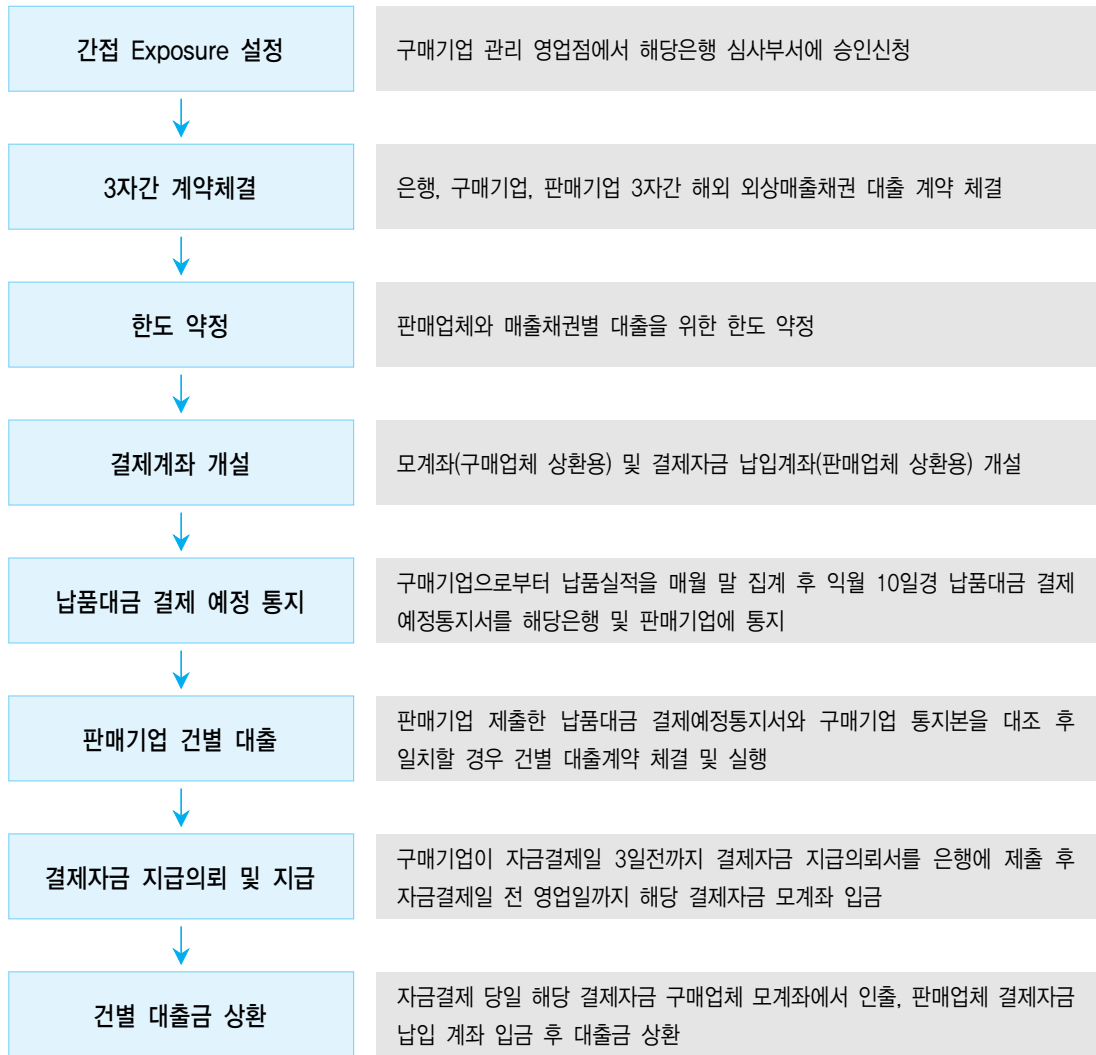 간접 Exposure 설정
구매기업 관리 영업점에서 해당은행 심사부서에 승인신청
3자간 계약체결
은행, 구매기업, 판매기업 3자간 해외 외상매출채권 대출 계약 체결
한도 약정
판매업체와 매출채권별 대출을 위한 한도 약정
결제계좌 개설
모계좌(구매업체 상환용) 및 결제자금 납입계좌(판매업체 상환용) 개설
납품대금 결제 예정 통지
구매기업으로부터 납품실적을 매월 말 집계 후 익월 10일경 납품대금 결제
예정통지서를 해당은행 및 판매기업에 통지
판매기업 건별 대출
판매기업 제출한 납품대금 결제예정통지서와 구매기업 통지본을 대조 후
일치할 경우 건별 대출계약 체결 및 실행
결제자금 지급의뢰 및 지급
구매기업이 자금결제일 3일전까지 결제자금 지급의뢰서를 은행에 제출 후
자금결제일 전 영업일까지 해당 결제자금 모계좌 입금
건별 대출금 상환
자금결제 당일 해당 결제자금 구매업체 모계좌에서 인출, 판매업체 결제자금
납입 계좌 입금 후 대출금 상환